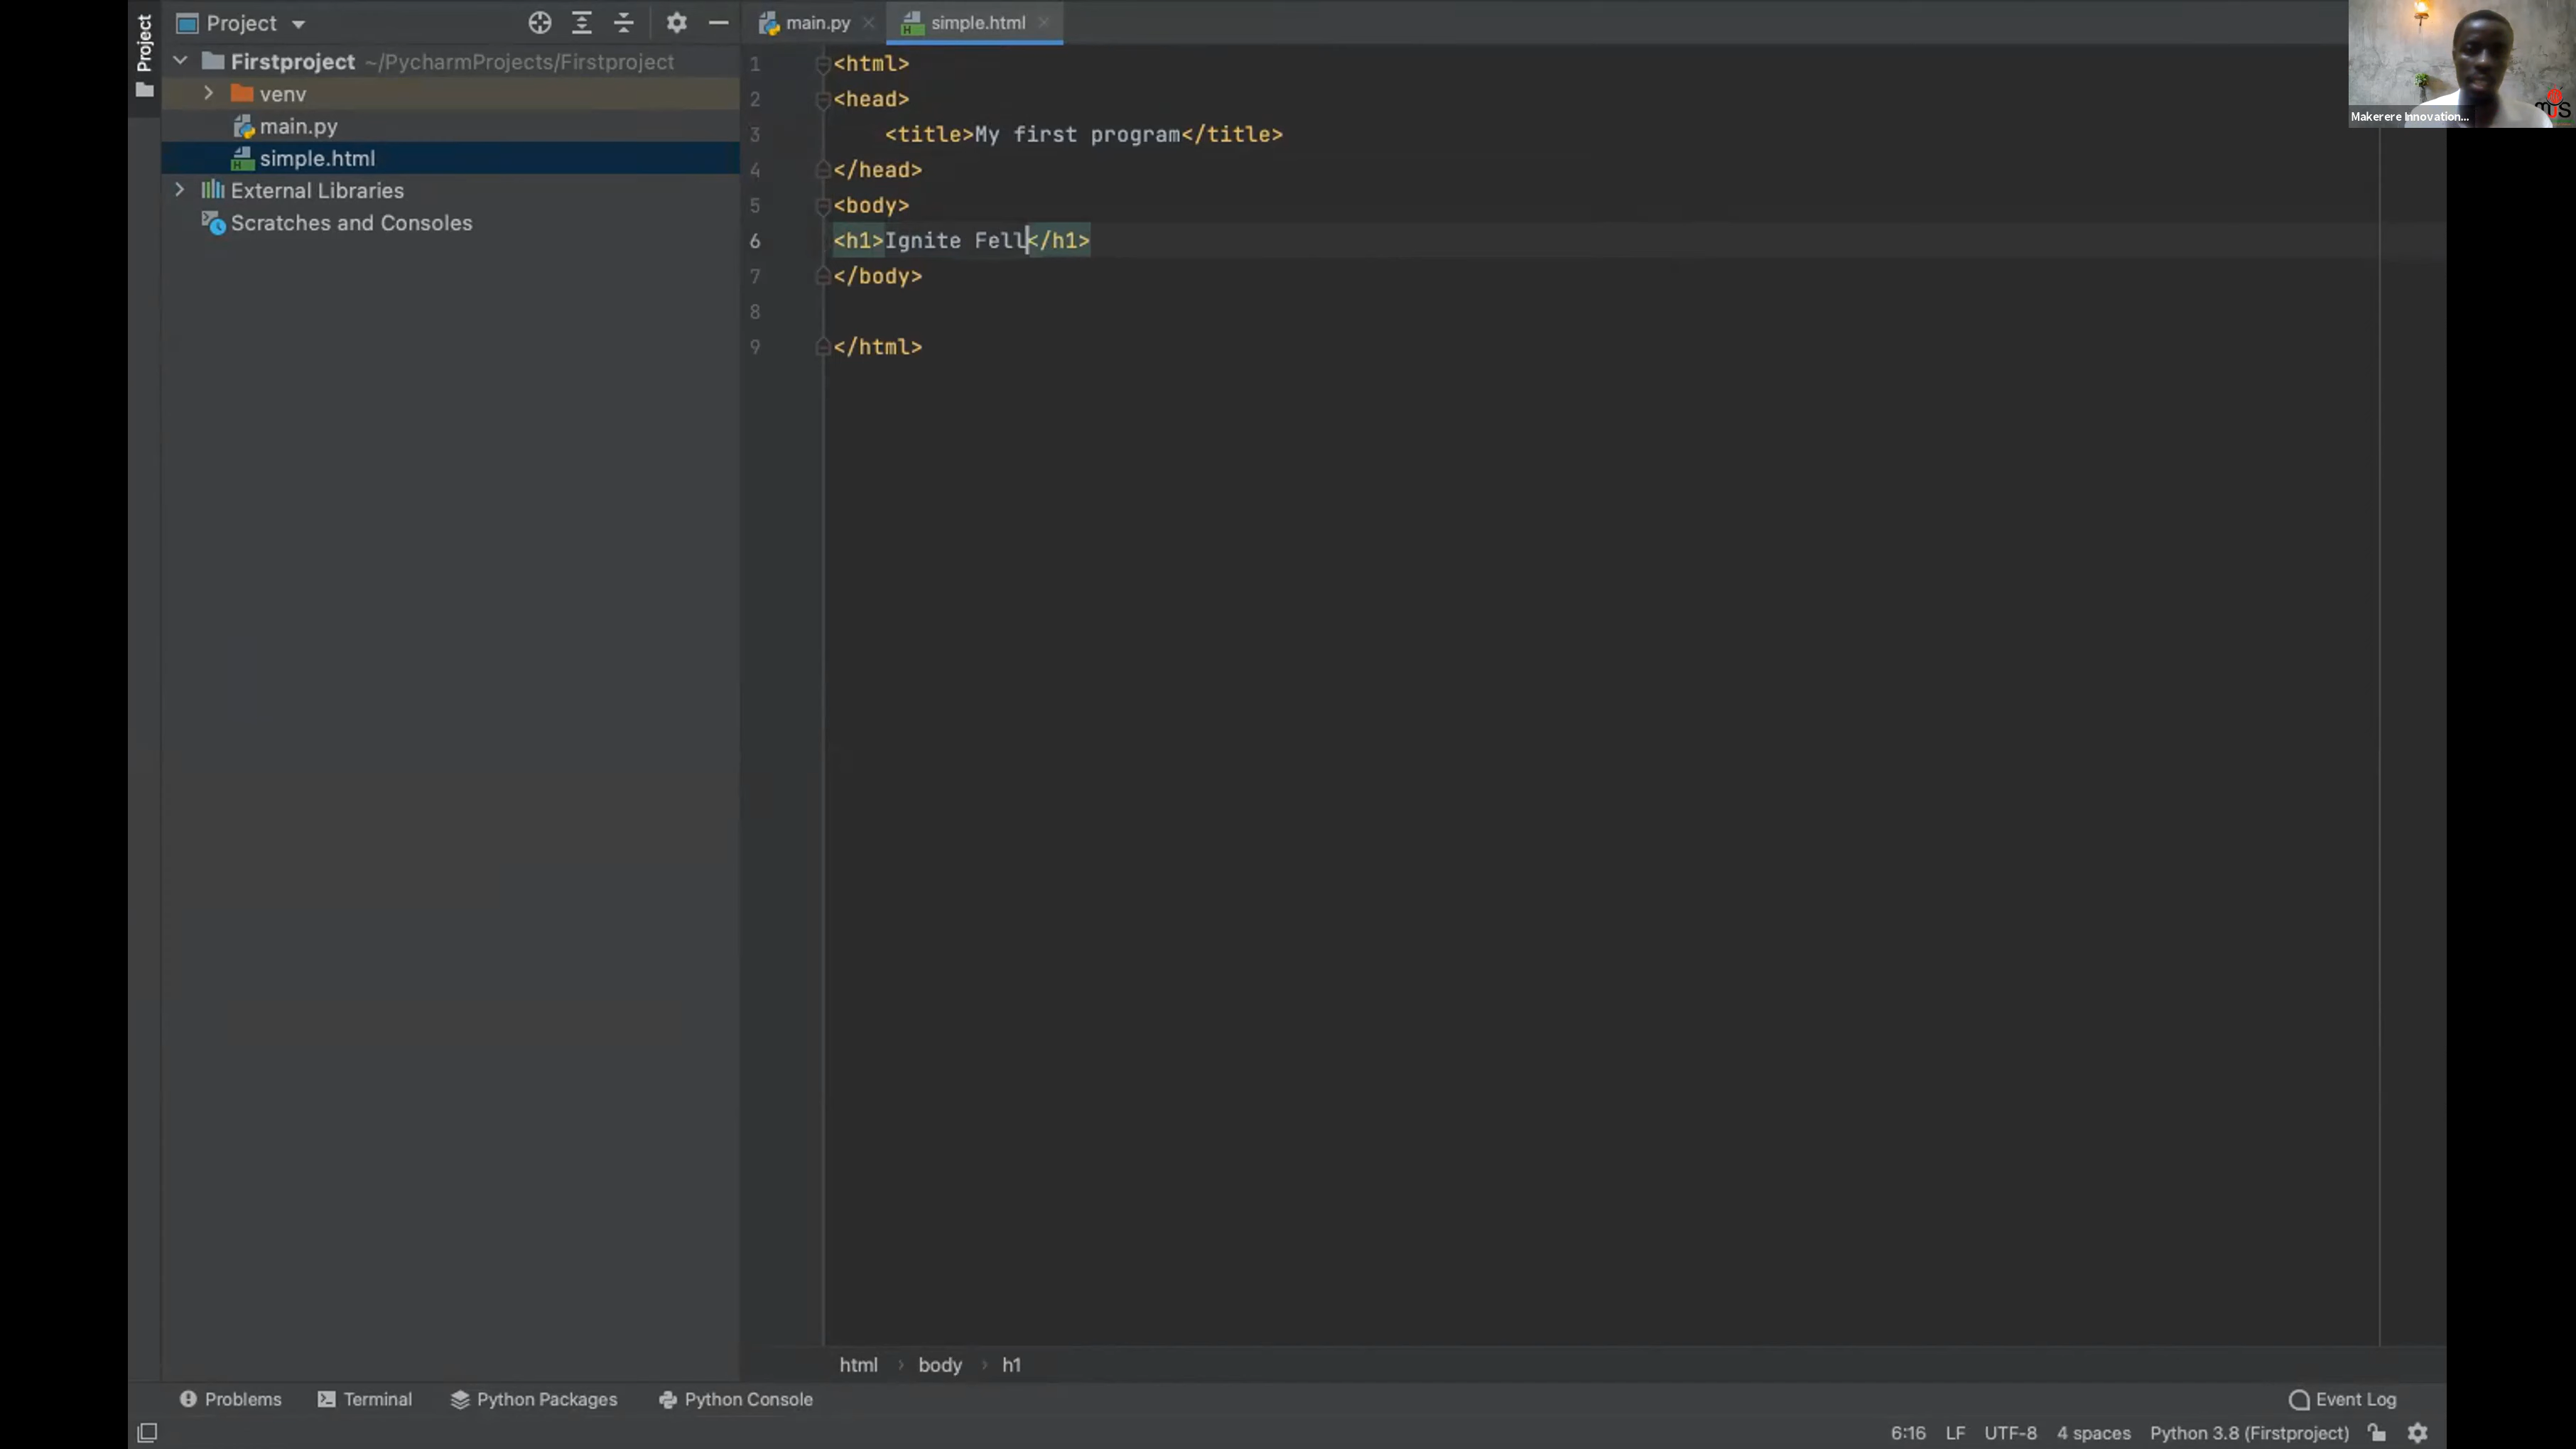 Project
Project
Firstproject ~/PycharmProjects/Firstproject
venv
main.py
simple.html
External Libraries
Scratches and Consoles
main.py
simple.html
1 <html>
2 <head>
3 <title>My first program</title>
4 </head>
5 <body>
6 <h1>Ignite Fell</h1>
7 </body>
8
9 </html>
Makerere Innovation...
html › body › h1
Problems Terminal Python Packages Python Console Event Log
6:16 LF UTF-8 4 spaces Python 3.8 (Firstproject)